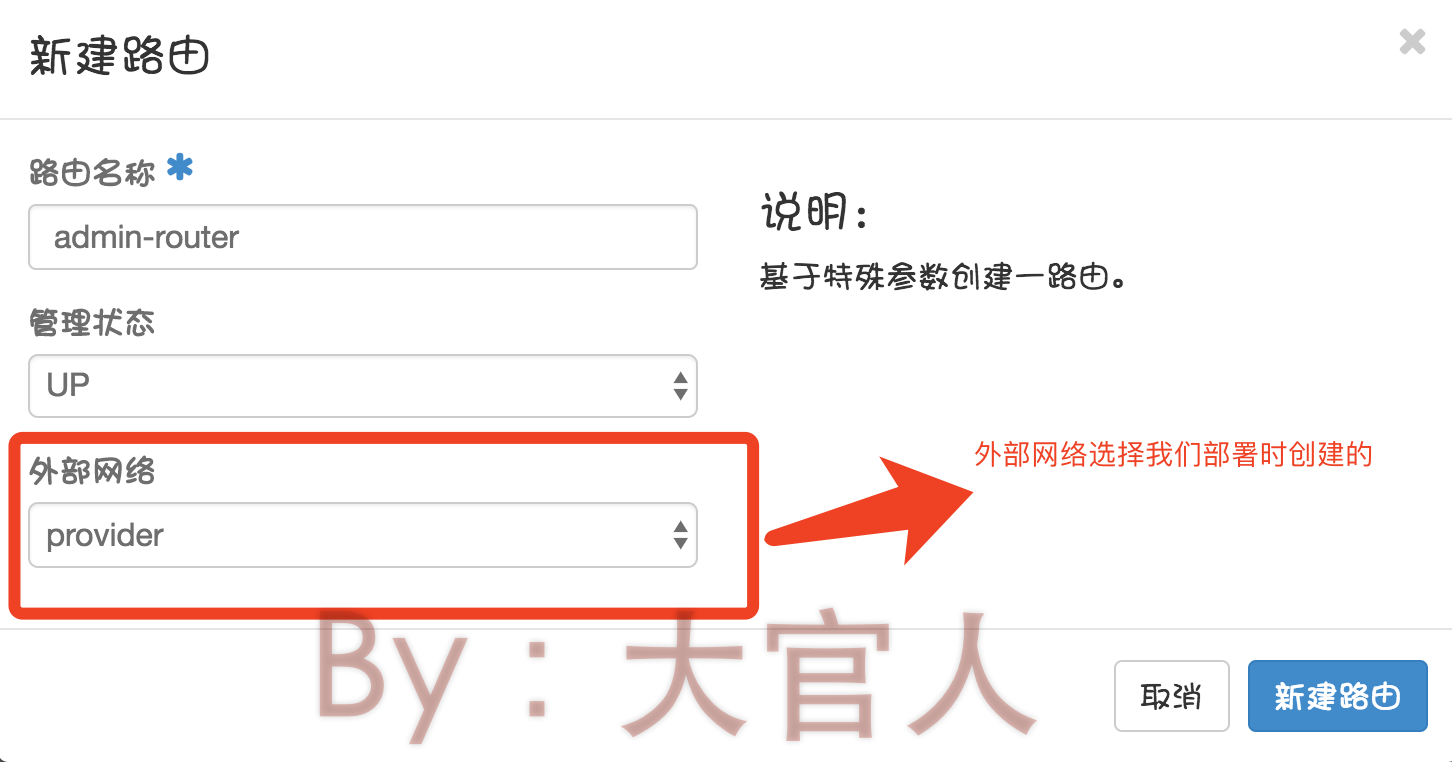 新建路由
路由名称 *
admin-router
管理状态
UP
外部网络
provider
说明：
基于特殊参数创建一路由。
外部网络选择我们部署时创建的
By：大官人
取消
新建路由